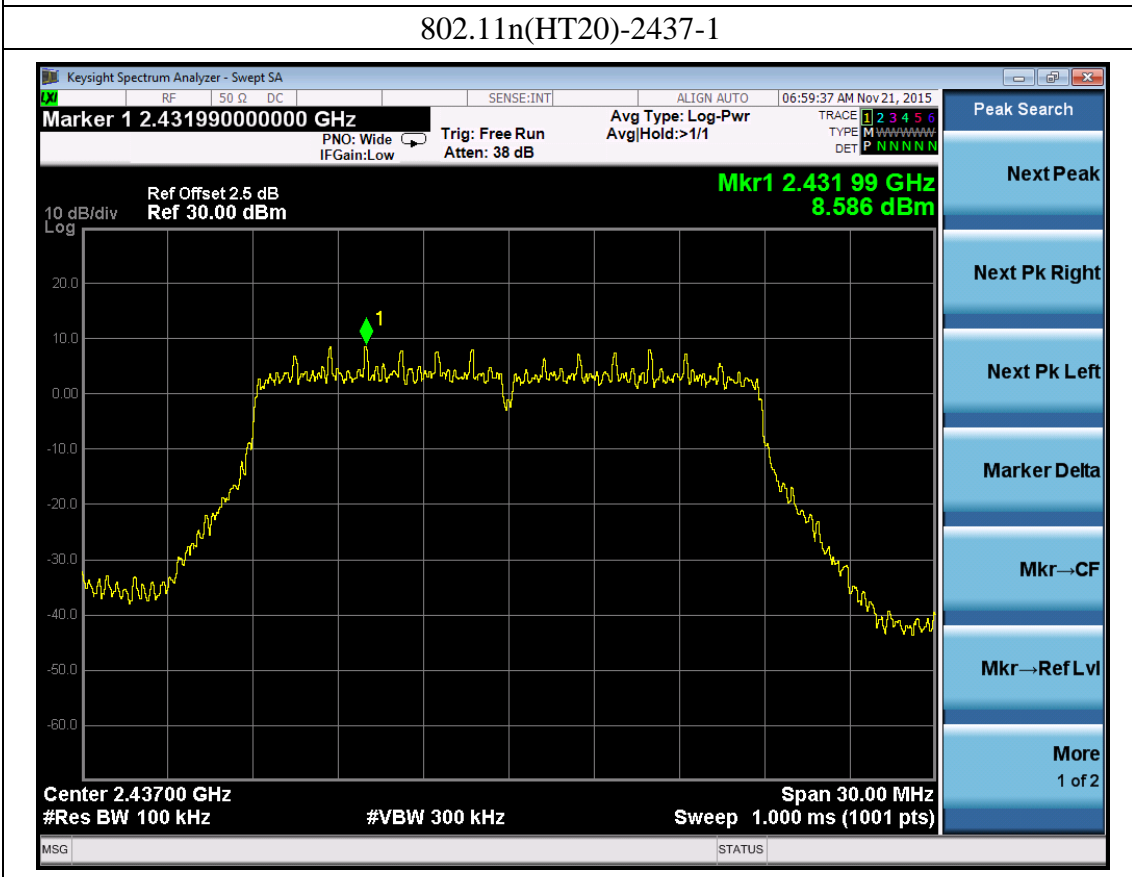 802.11n(HT20)-2437-1
Keysight Spectrum Analyzer - Swept SA
LXI RF 50 Ω DC SENSE:INT ALIGN AUTO 06:59:37 AM Nov 21, 2015
Marker 1 2.431990000000 GHz
PNO: Wide
IFGain:Low
Trig: Free Run
Atten: 38 dB
Avg Type: Log-Pwr
Avg|Hold:>1/1
TRACE 1 2 3 4 5 6
TYPE M WWWWW
DET P N N N N N
Peak Search
Mkr1 2.431 99 GHz
8.586 dBm
Ref Offset 2.5 dB
10 dB/div Ref 30.00 dBm
Log
20.0
10.0
0.00
-10.0
-20.0
-30.0
-40.0
-50.0
-60.0
1
Center 2.43700 GHz
Span 30.00 MHz
#Res BW 100 kHz
#VBW 300 kHz
Sweep 1.000 ms (1001 pts)
MSG
STATUS
Next Peak
Next Pk Right
Next Pk Left
Marker Delta
Mkr→CF
Mkr→Ref Lvl
More
1 of 2